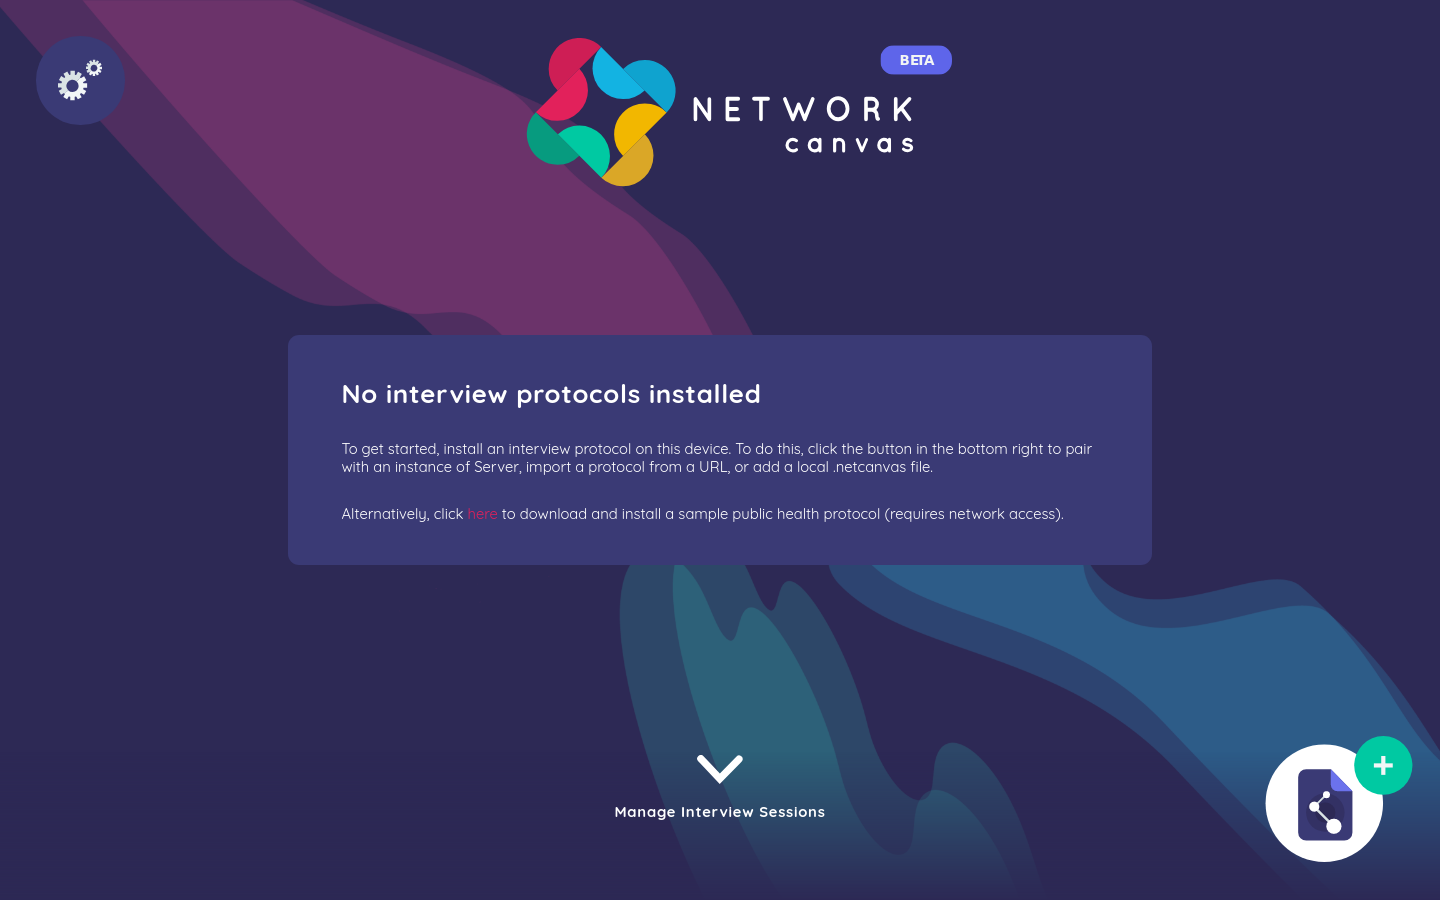 BETA
NETWORK
canvas
No interview protocols installed
To get started, install an interview protocol on this device. To do this, click the button in the bottom right to pair
with an instance of Server, import a protocol from a URL, or add a local .netcanvas file.
Alternatively, click here to download and install a sample public health protocol (requires network access).
Manage Interview Sessions